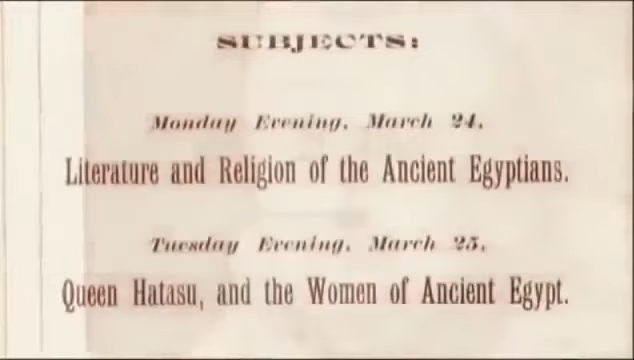 SUBJECTS:
Monday Evening, March 24,
Literature and Religion of the Ancient Egyptians.
Tuesday Evening, March 25,
Queen Hatasu, and the Women of Ancient Egypt.